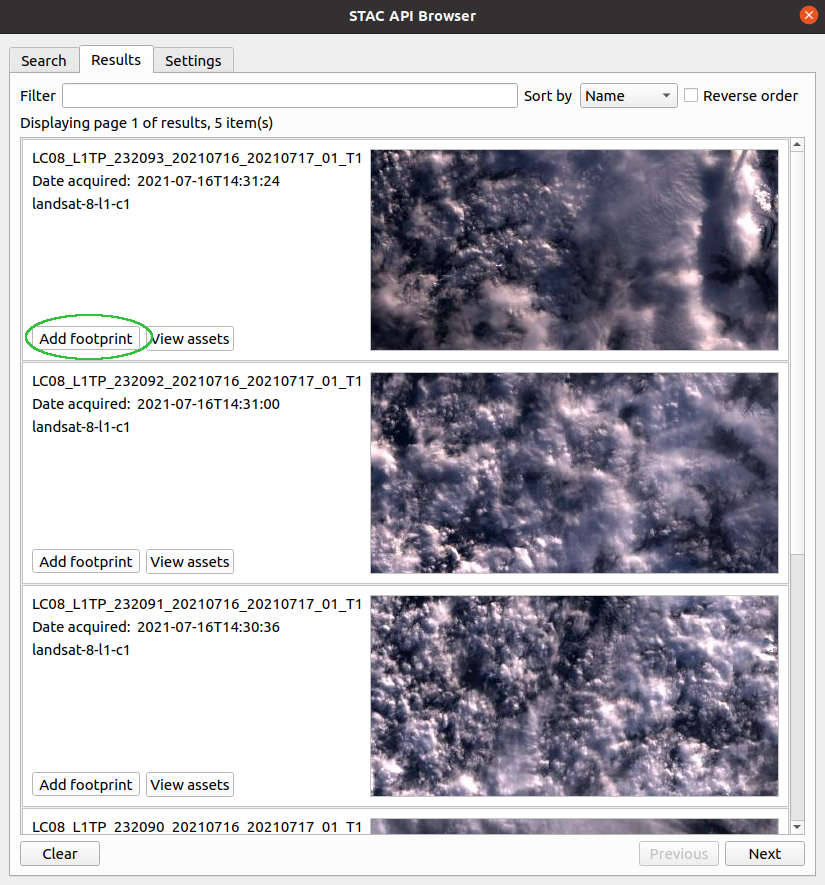 STAC API Browser
Search Results Settings
Filter Sort by Name Reverse order
Displaying page 1 of results, 5 item(s)
LC08_L1TP_232093_20210716_20210717_01_T1
Date acquired: 2021-07-16T14:31:24
landsat-8-l1-c1
Add footprint View assets
LC08_L1TP_232092_20210716_20210717_01_T1
Date acquired: 2021-07-16T14:31:00
landsat-8-l1-c1
Add footprint View assets
LC08_L1TP_232091_20210716_20210717_01_T1
Date acquired: 2021-07-16T14:30:36
landsat-8-l1-c1
Add footprint View assets
LC08_L1TP_232090_20210716_20210717_01_T1
Clear Previous Next